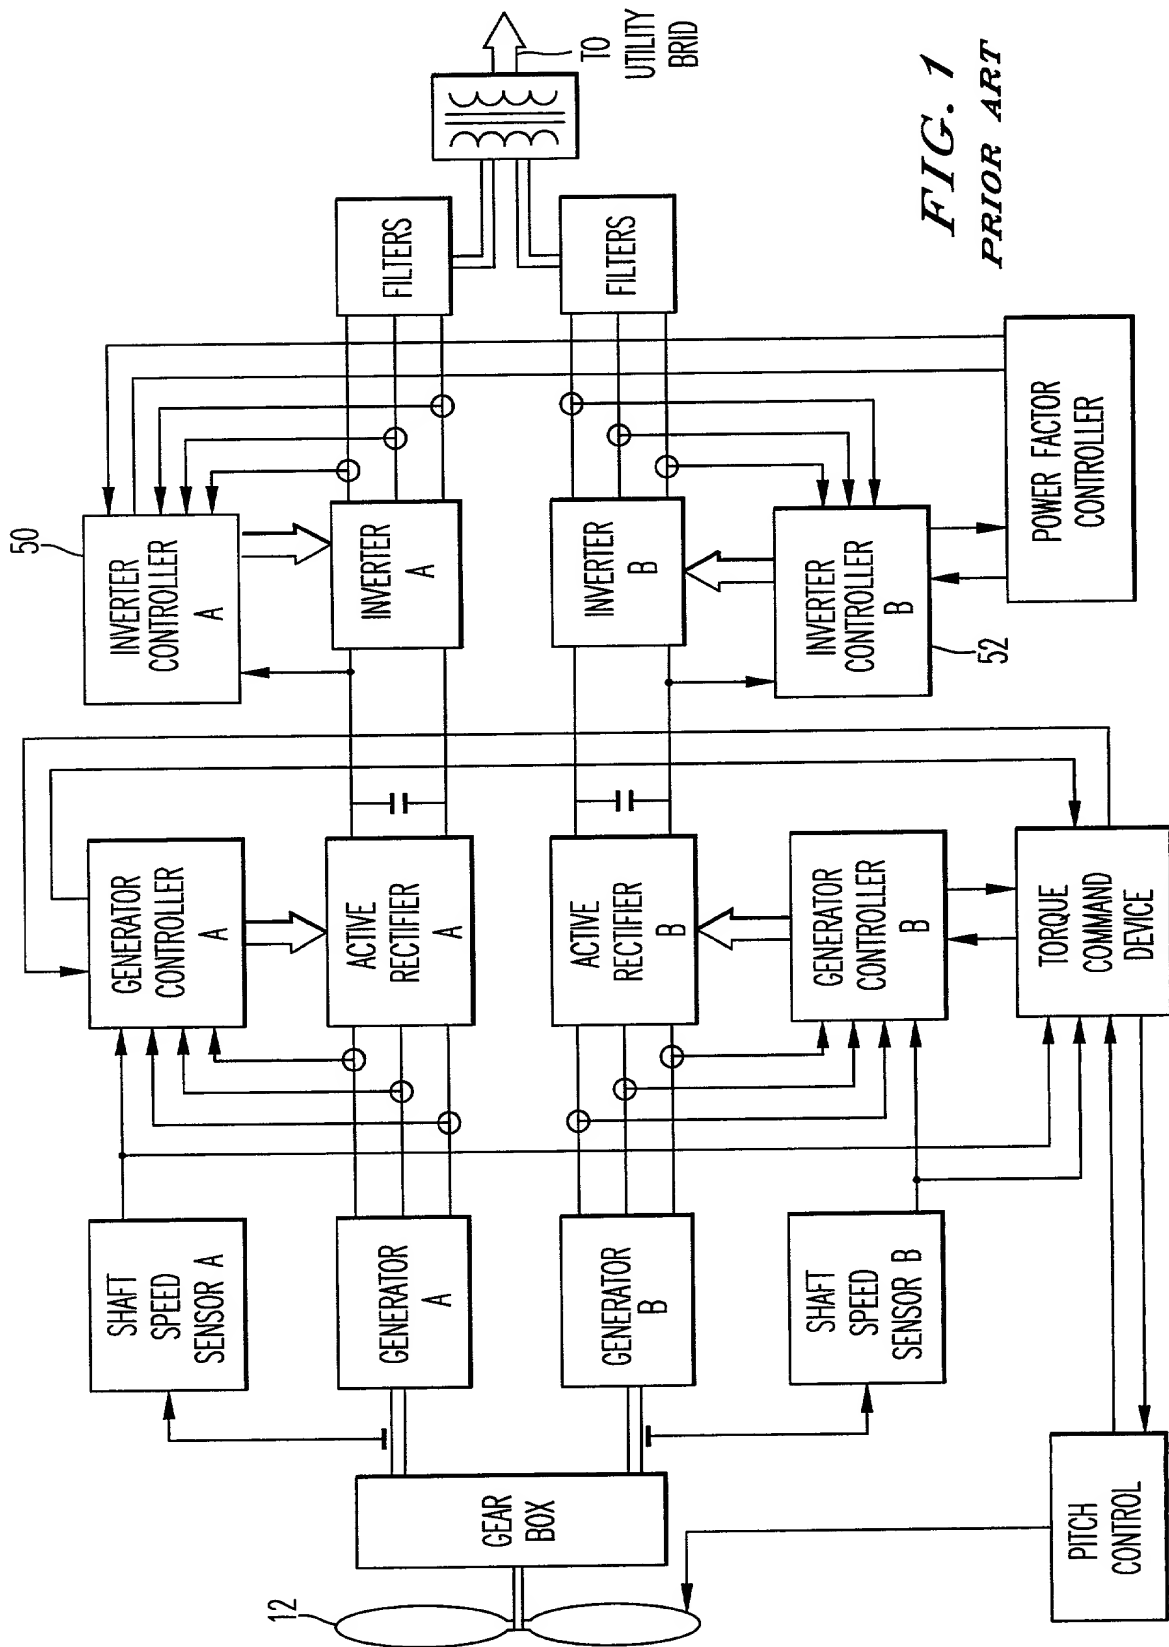 12
GEAR
BOX
SHAFT
SPEED
SENSOR A
GENERATOR
A
GENERATOR
B
SHAFT
SPEED
SENSOR B
PITCH
CONTROL
GENERATOR
CONTROLLER
A
ACTIVE
RECTIFIER
A
ACTIVE
RECTIFIER
B
GENERATOR
CONTROLLER
B
TORQUE
COMMAND
DEVICE
50
INVERTER
CONTROLLER
A
INVERTER
A
INVERTER
B
INVERTER
CONTROLLER
B
52
POWER FACTOR
CONTROLLER
FILTERS
FILTERS
TO
UTILITY
BRID
FIG. 1
PRIOR ART